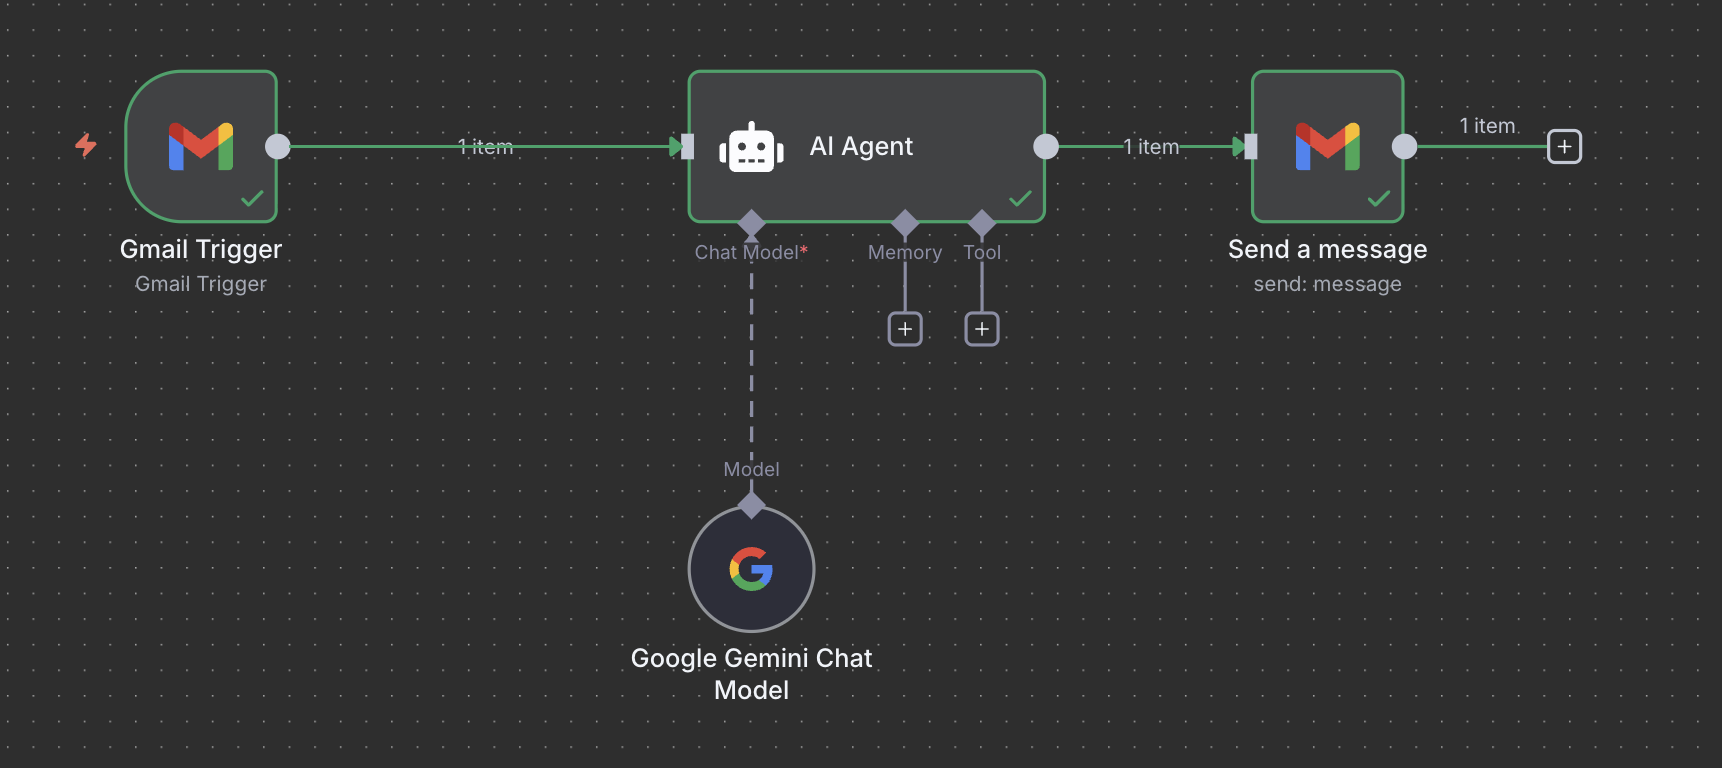 1 item
1 item
1 item
AI Agent
Chat Model*
Memory
Tool
Gmail Trigger
Gmail Trigger
Send a message
send: message
Model
Google Gemini Chat
Model